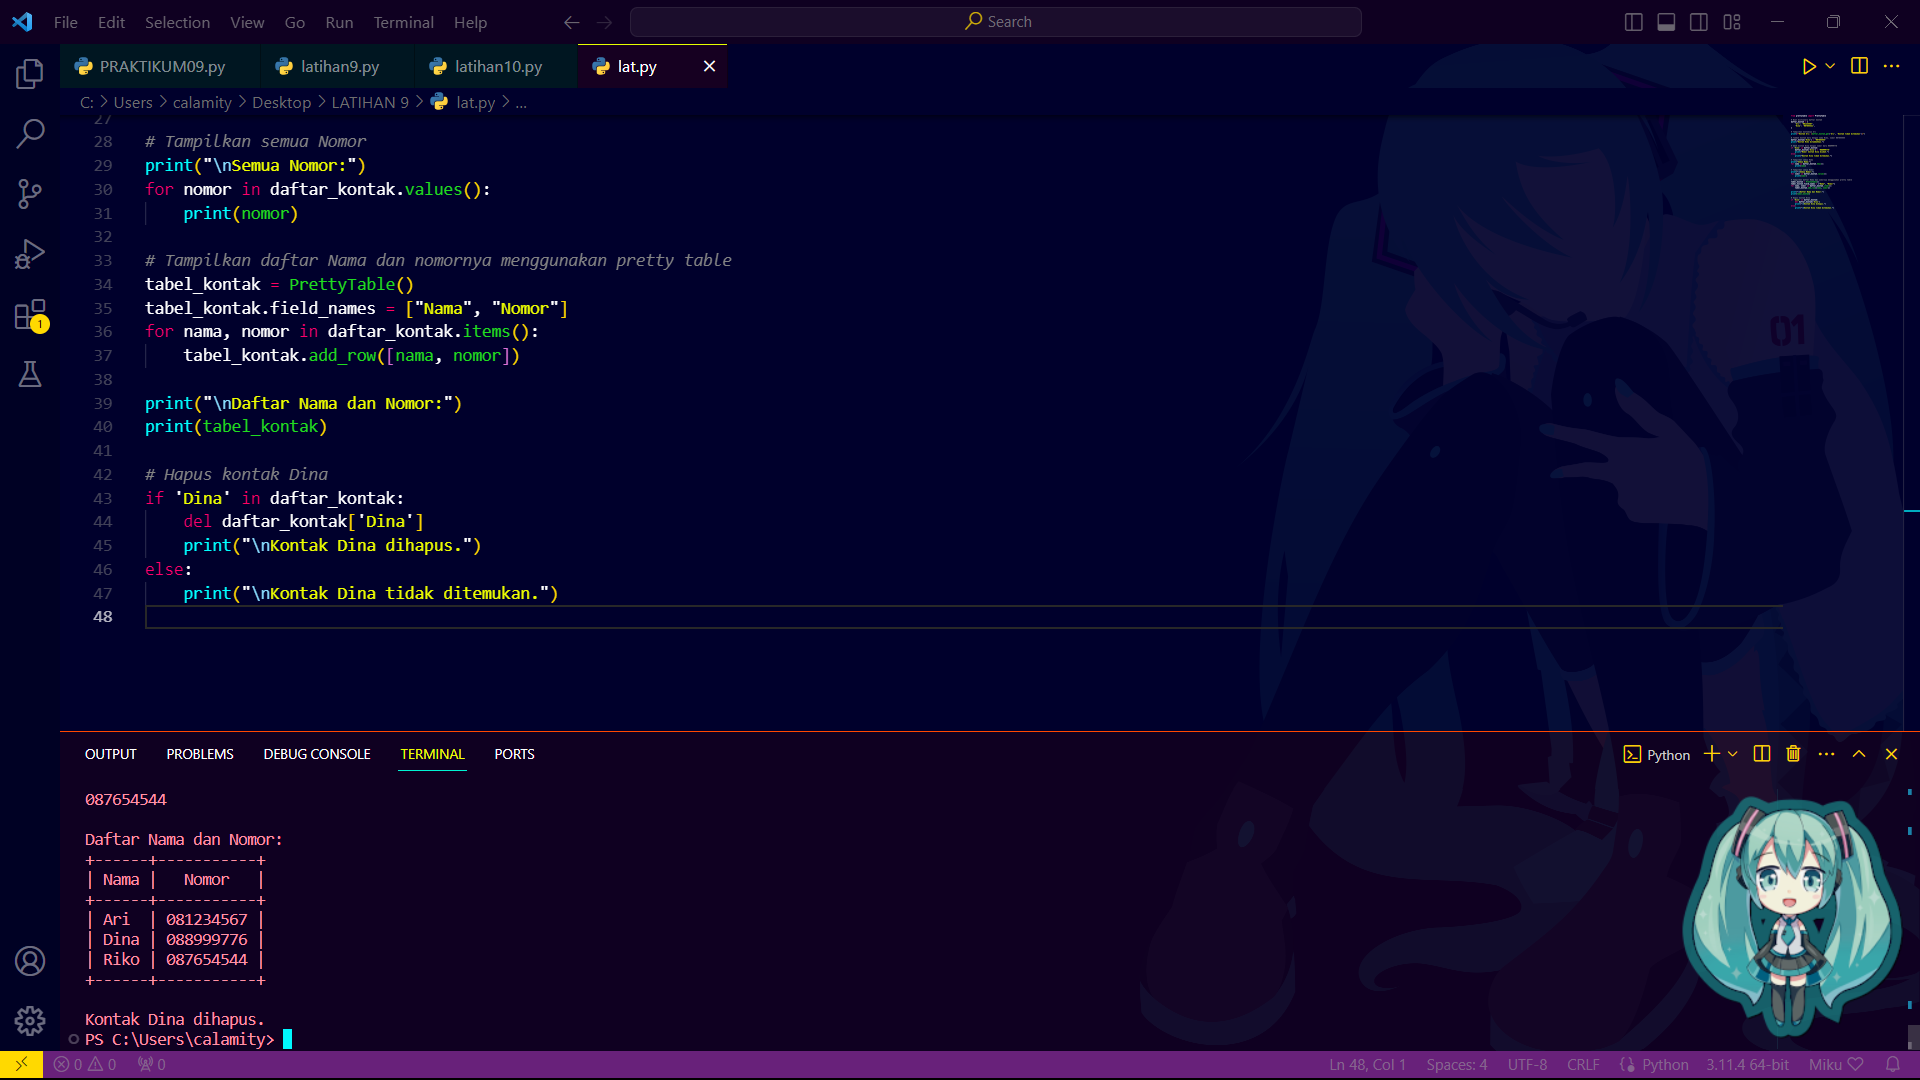 File Edit Selection View Go Run Terminal Help Search
PRAKTIKUM09.py latihan9.py latihan10.py lat.py
C: > Users > calamity > Desktop > LATIHAN 9 > lat.py > ...
27
28 # Tampilkan semua Nomor
29 print("\nSemua Nomor:")
30 for nomor in daftar_kontak.values():
31 print(nomor)
32
33 # Tampilkan daftar Nama dan nomornya menggunakan pretty table
34 tabel_kontak = PrettyTable()
35 tabel_kontak.field_names = ["Nama", "Nomor"]
36 for nama, nomor in daftar_kontak.items():
37 tabel_kontak.add_row([nama, nomor])
38
39 print("\nDaftar Nama dan Nomor:")
40 print(tabel_kontak)
41
42 # Hapus kontak Dina
43 if 'Dina' in daftar_kontak:
44 del daftar_kontak['Dina']
45 print("\nKontak Dina dihapus.")
46 else:
47 print("\nKontak Dina tidak ditemukan.")
48
01
1
OUTPUT PROBLEMS DEBUG CONSOLE TERMINAL PORTS Python
087654544
Daftar Nama dan Nomor:
+------+-----------+
| Nama |   Nomor   |
+------+-----------+
| Ari  | 081234567 |
| Dina | 088999776 |
| Riko | 087654544 |
+------+-----------+
Kontak Dina dihapus.
PS C:\Users\calamity>
0 0 0 Ln 48, Col 1 Spaces: 4 UTF-8 CRLF Python 3.11.4 64-bit Miku ♡